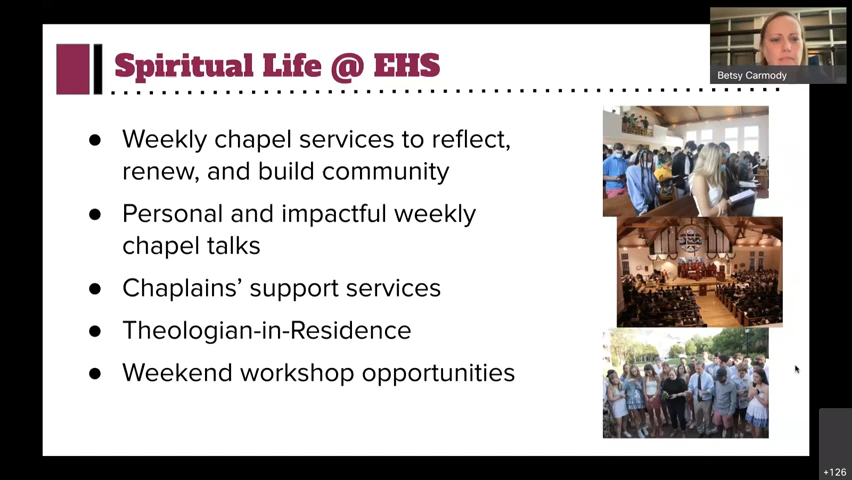 Spiritual Life @ EHS
Betsy Carmody
● Weekly chapel services to reflect,
renew, and build community
● Personal and impactful weekly
chapel talks
● Chaplains’ support services
● Theologian-in-Residence
● Weekend workshop opportunities
+126